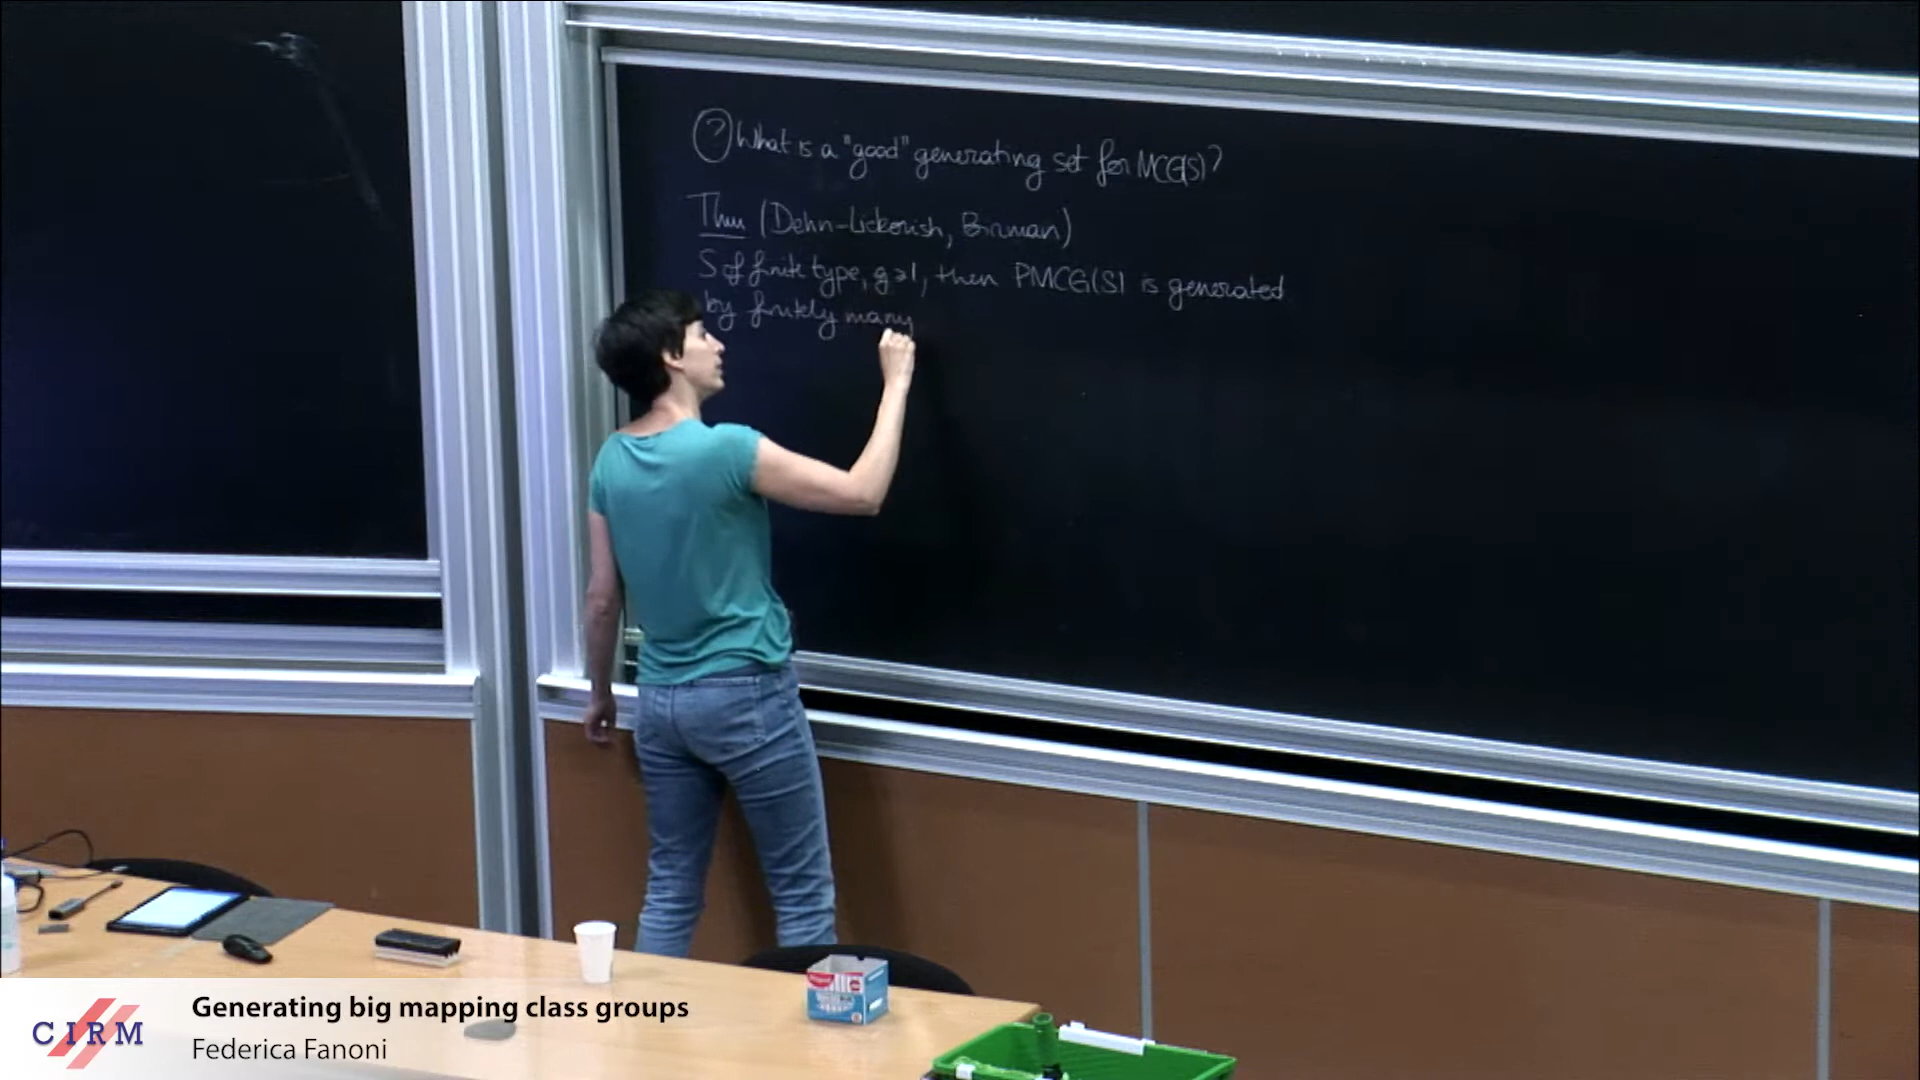 ? What is a "good" generating set for MCG(S)?
Thm (Dehn-Lickorish, Birman)
S of finite type, g≥1, then PMCG(S) is generated
by finitely many
CIRM
Generating big mapping class groups
Federica Fanoni